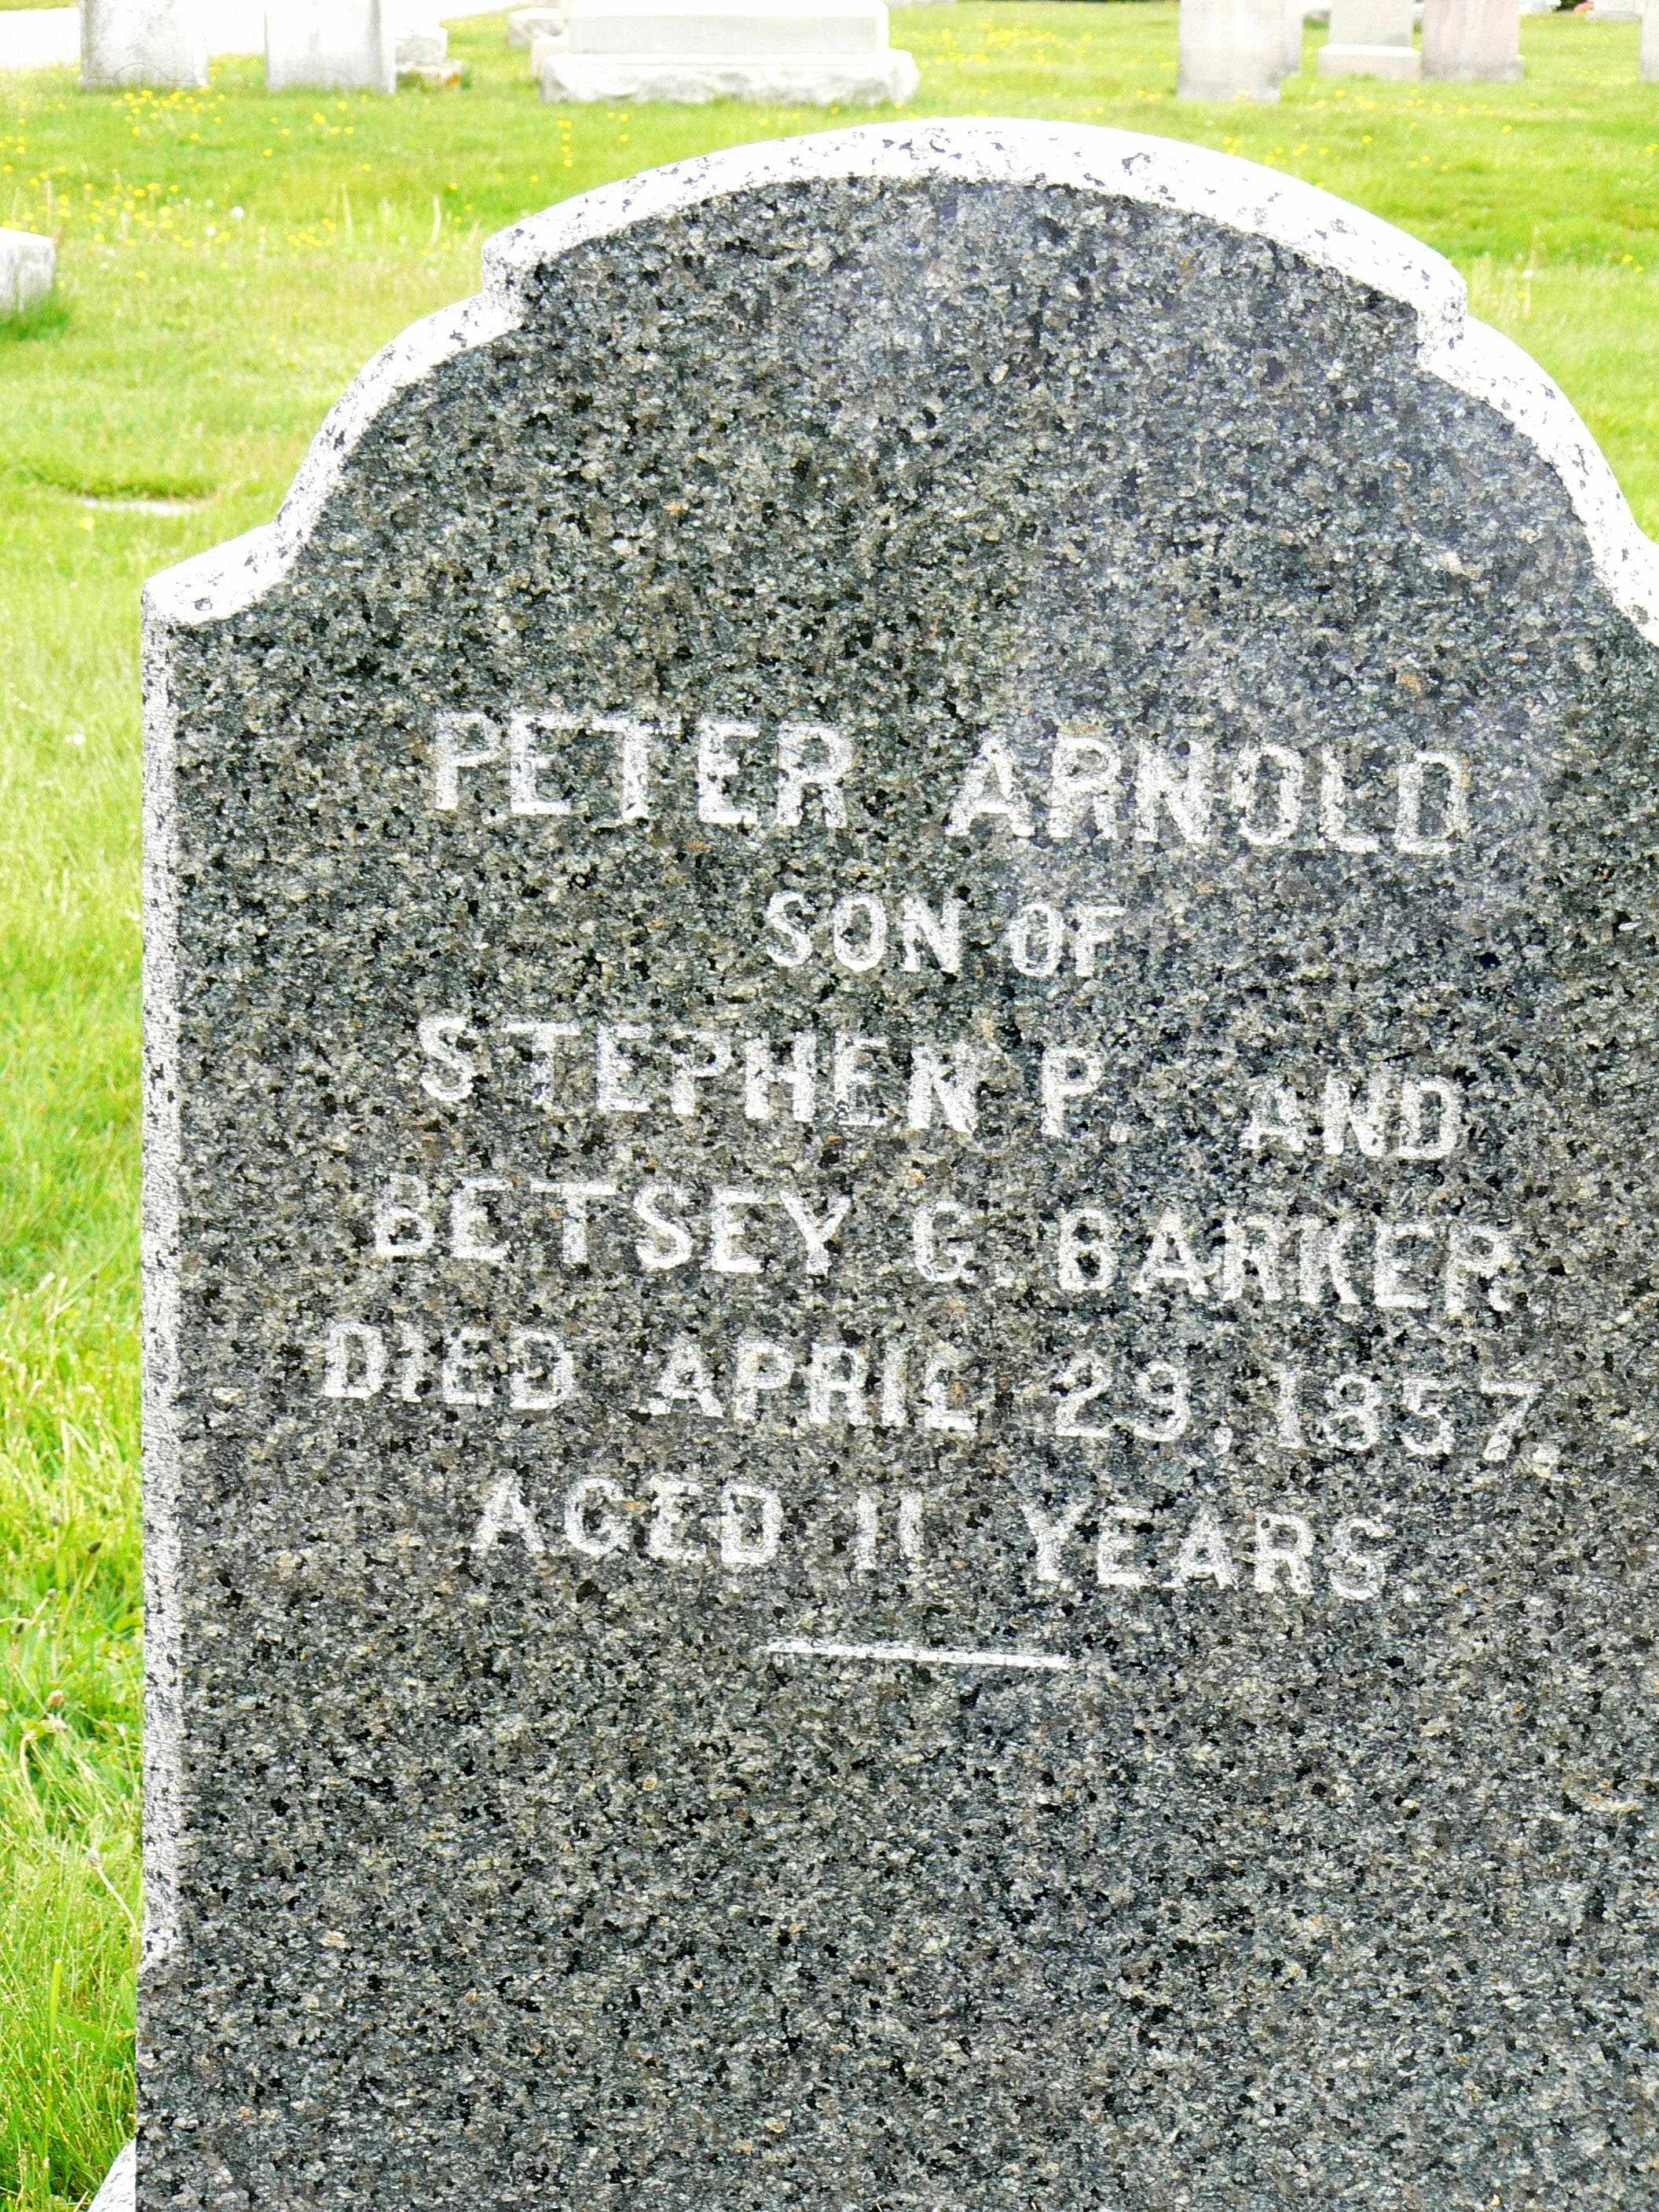 PETER ARNOLD
SON OF
STEPHEN P. AND
BETSEY G. BARKER
DIED APRIL 29, 1857.
AGED 11 YEARS.